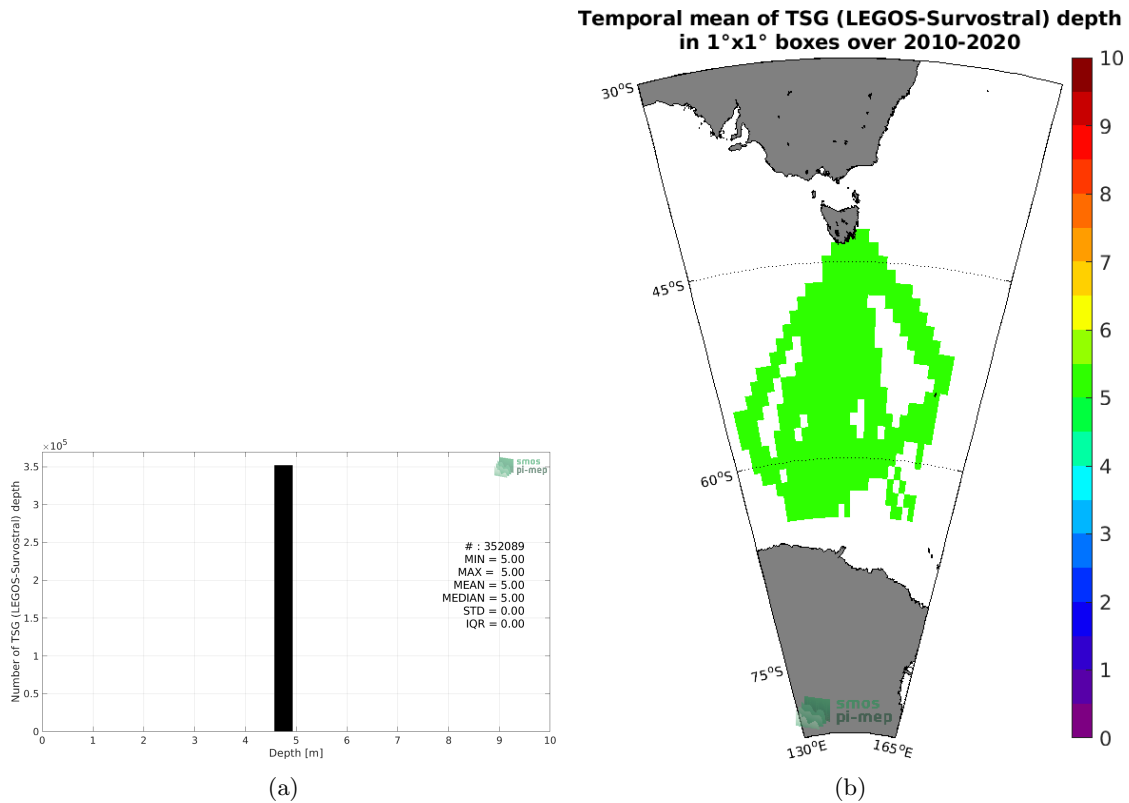 ×10⁵
3.5
3
2.5
2
1.5
1
0.5
0
Number of TSG (LEGOS-Survostral) depth
smos
pi-mep
# : 352089
MIN = 5.00
MAX = 5.00
MEAN = 5.00
MEDIAN = 5.00
STD = 0.00
IQR = 0.00
0 1 2 3 4 5 6 7 8 9 10
Depth [m]
(a)
Temporal mean of TSG (LEGOS-Survostral) depth
in 1°x1° boxes over 2010-2020
30°S
45°S
60°S
75°S
130°E
165°E
smos
pi-mep
10
9
8
7
6
5
4
3
2
1
0
(b)